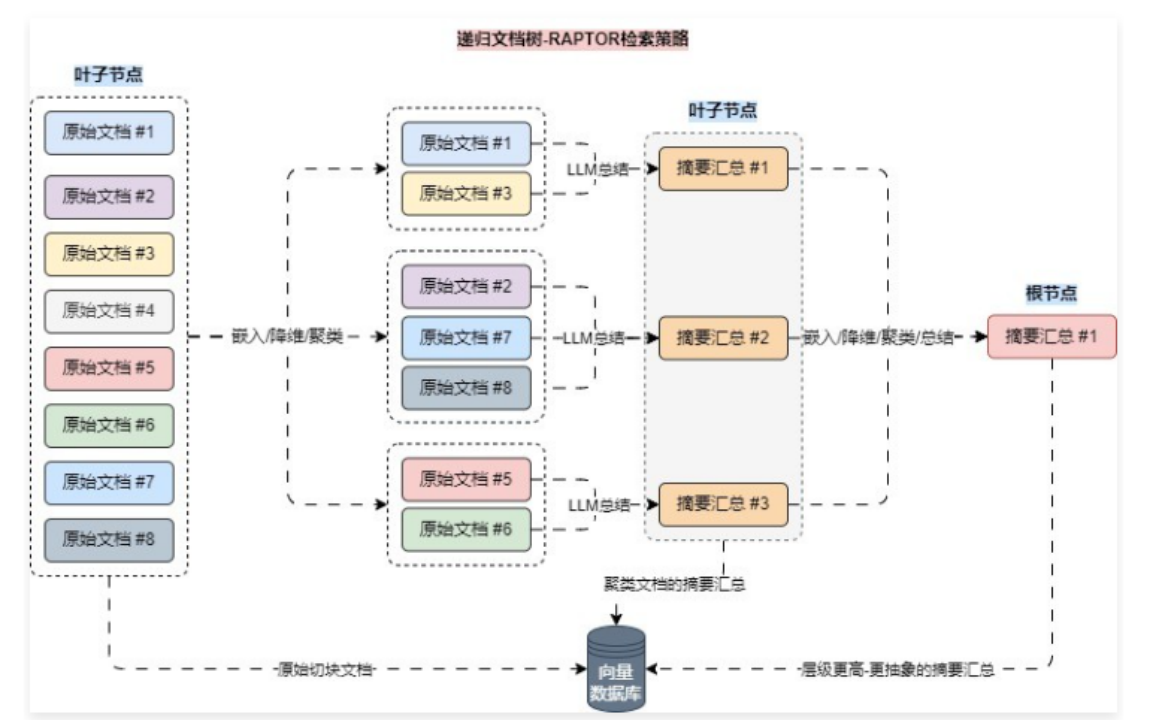 递归文档树-RAPTOR检索策略
叶子节点
原始文档 #1
原始文档 #2
原始文档 #3
原始文档 #4
原始文档 #5
原始文档 #6
原始文档 #7
原始文档 #8
嵌入/降维/聚类
原始文档 #1
原始文档 #3
LLM总结
原始文档 #2
原始文档 #7
原始文档 #8
LLM总结
原始文档 #5
原始文档 #6
LLM总结
叶子节点
摘要汇总 #1
摘要汇总 #2
摘要汇总 #3
嵌入/降维/聚类/总结
根节点
摘要汇总 #1
聚类文档的摘要汇总
原始切块文档
向量
数据库
层级更高-更抽象的摘要汇总